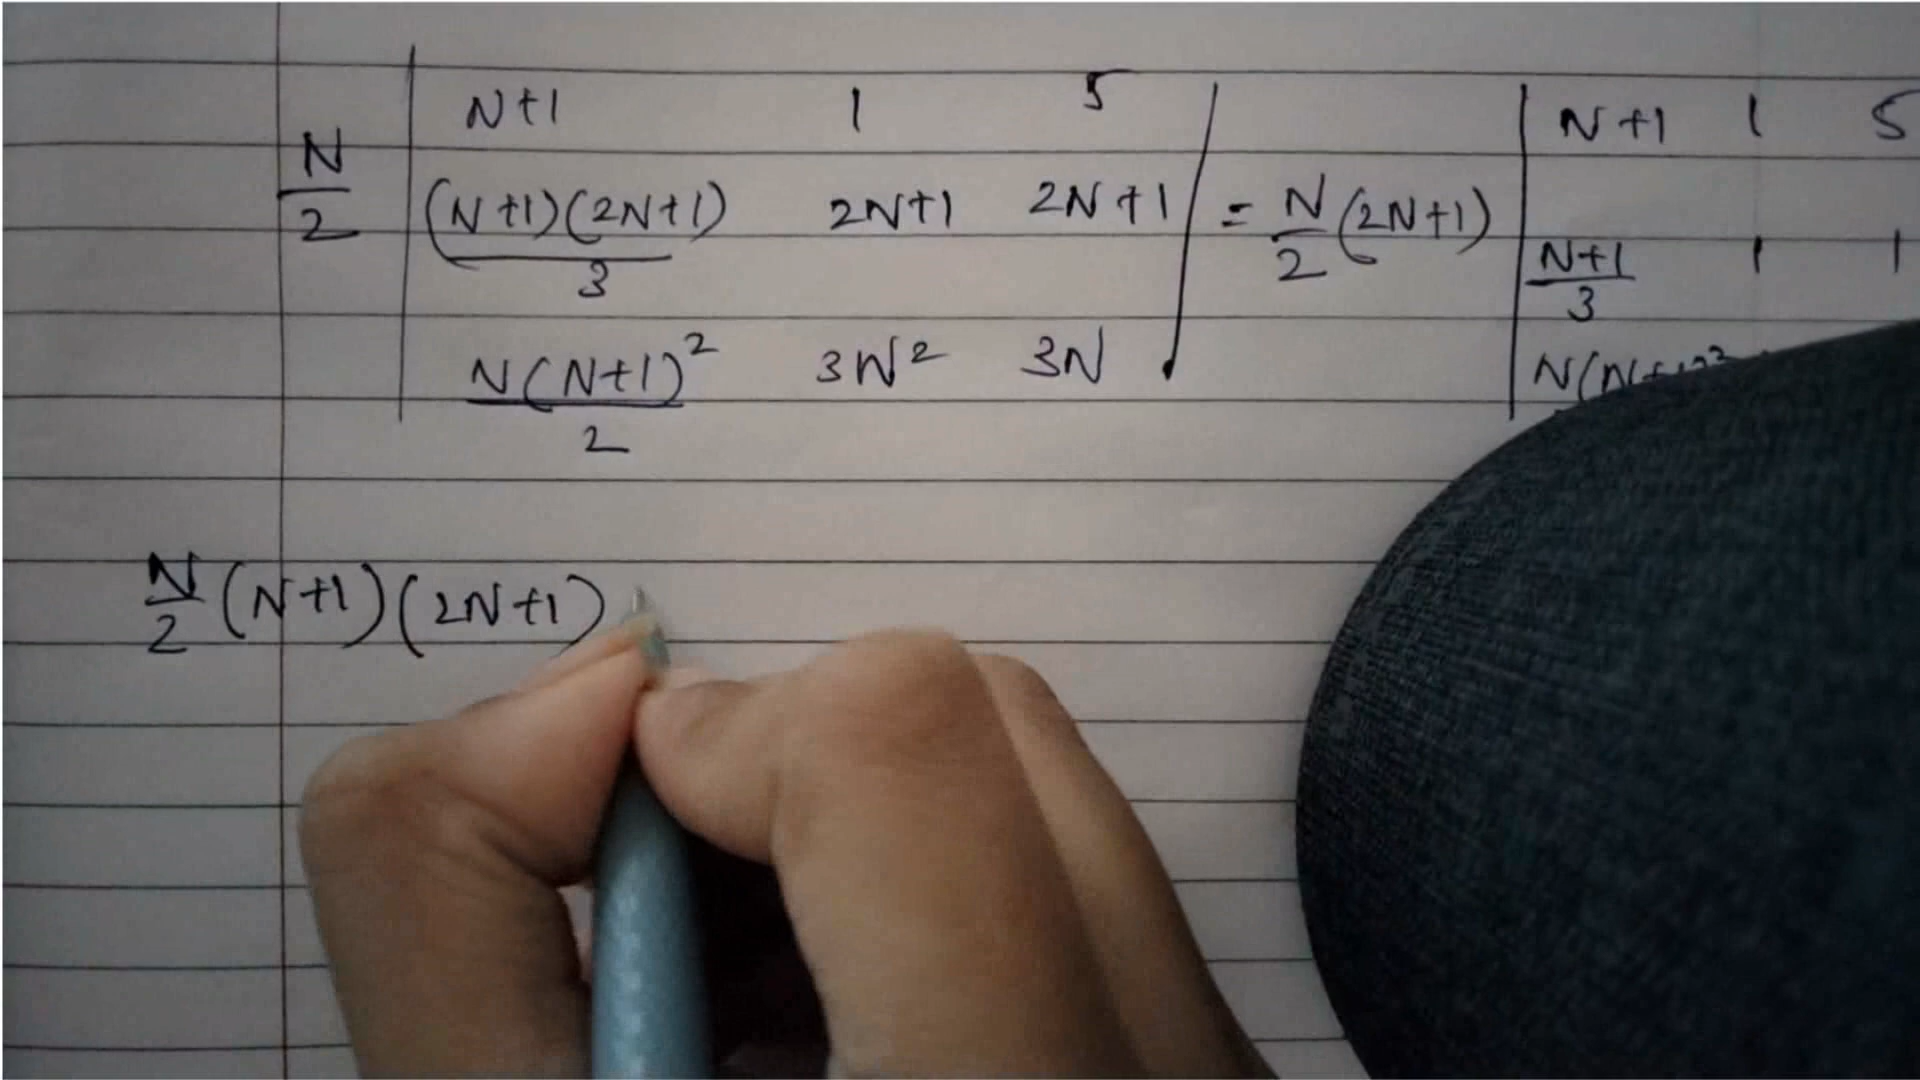 N+1 1 5 N+1 1 5
N/2 (N+1)(2N+1)/3 2N+1 2N+1 = N/2 (2N+1) N+1/3 1 1
N(N+1)²/2 3N² 3N
N/2 (N+1)(2N+1)